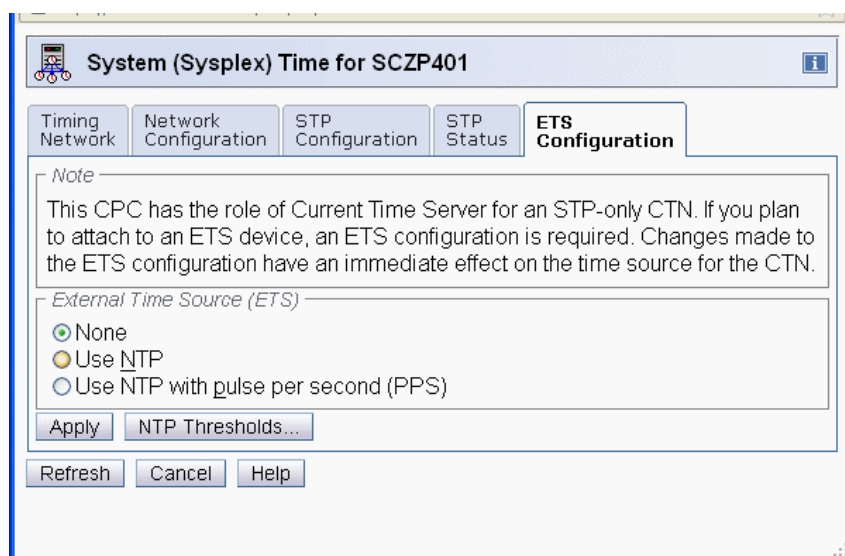 System (Sysplex) Time for SCZP401
i
Timing
Network
Network
Configuration
STP
Configuration
STP
Status
ETS
Configuration
Note
This CPC has the role of Current Time Server for an STP-only CTN. If you plan
to attach to an ETS device, an ETS configuration is required. Changes made to
the ETS configuration have an immediate effect on the time source for the CTN.
External Time Source (ETS)
None
Use NTP
Use NTP with pulse per second (PPS)
Apply NTP Thresholds...
Refresh Cancel Help